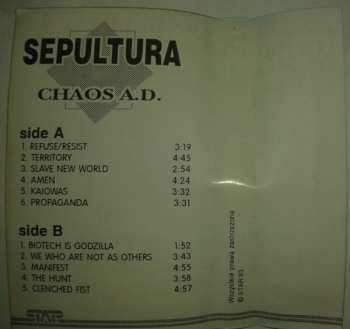 SEPULTURA
CHAOS A.D.
side A
1. REFUSE/RESIST 3:19
2. TERRITORY 4:45
3. SLAVE NEW WORLD 2:54
4. AMEN 4:24
5. KAIOWAS 3:32
6. PROPAGANDA 3:31
side B
1. BIOTECH IS GODZILLA 1:52
2. WE WHO ARE NOT AS OTHERS 3:43
3. MANIFEST 4:55
4. THE HUNT 3:58
5. CLENCHED FIST 4:57
STAR
Wszystkie prawa zastrzeżone
© STAR 93